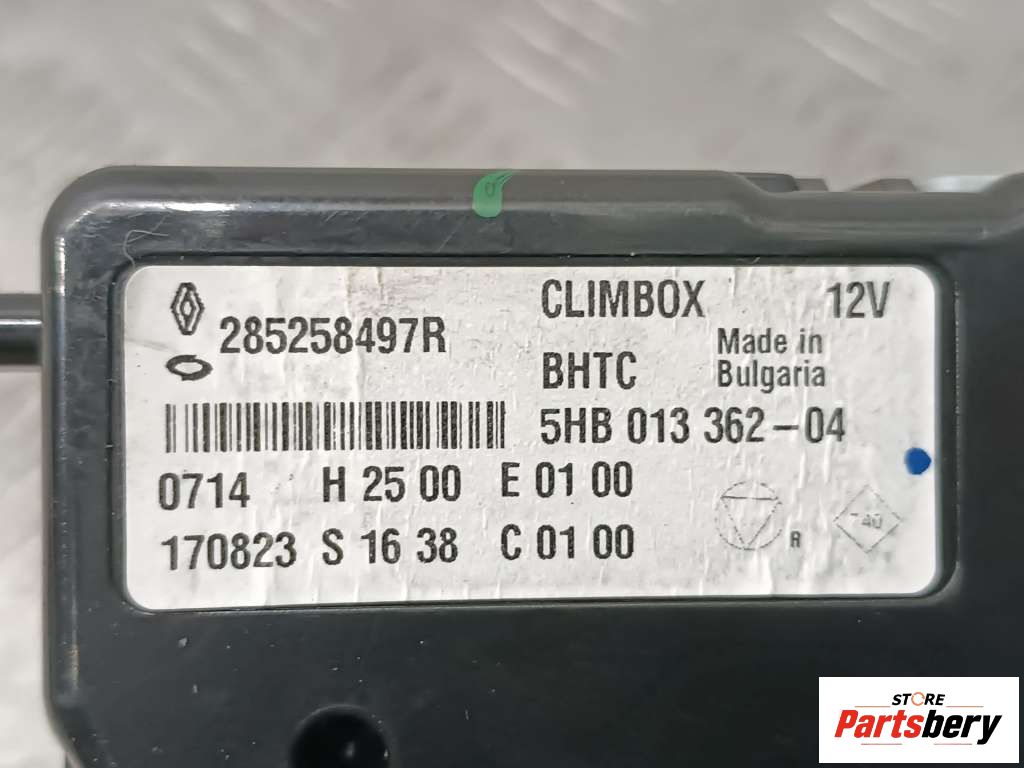 285258497R
CLIMBOX 12V
BHTC Made in
Bulgaria
5HB 013 362-04
0714 H 25 00 E 01 00
170823 S 16 38 C 01 00
R
40
STORE
Partsbery